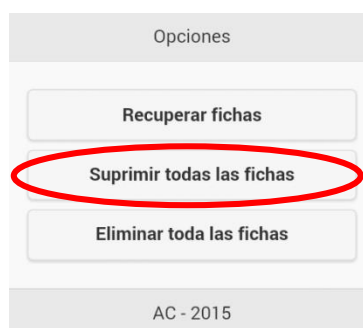 Opciones
Recuperar fichas
Suprimir todas las fichas
Eliminar toda las fichas
AC - 2015